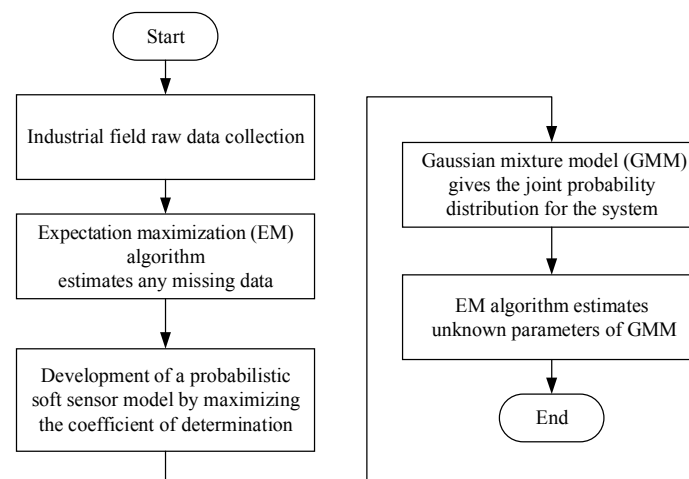 Start
Industrial field raw data collection
Expectation maximization (EM)
algorithm
estimates any missing data
Development of a probabilistic
soft sensor model by maximizing
the coefficient of determination
Gaussian mixture model (GMM)
gives the joint probability
distribution for the system
EM algorithm estimates
unknown parameters of GMM
End